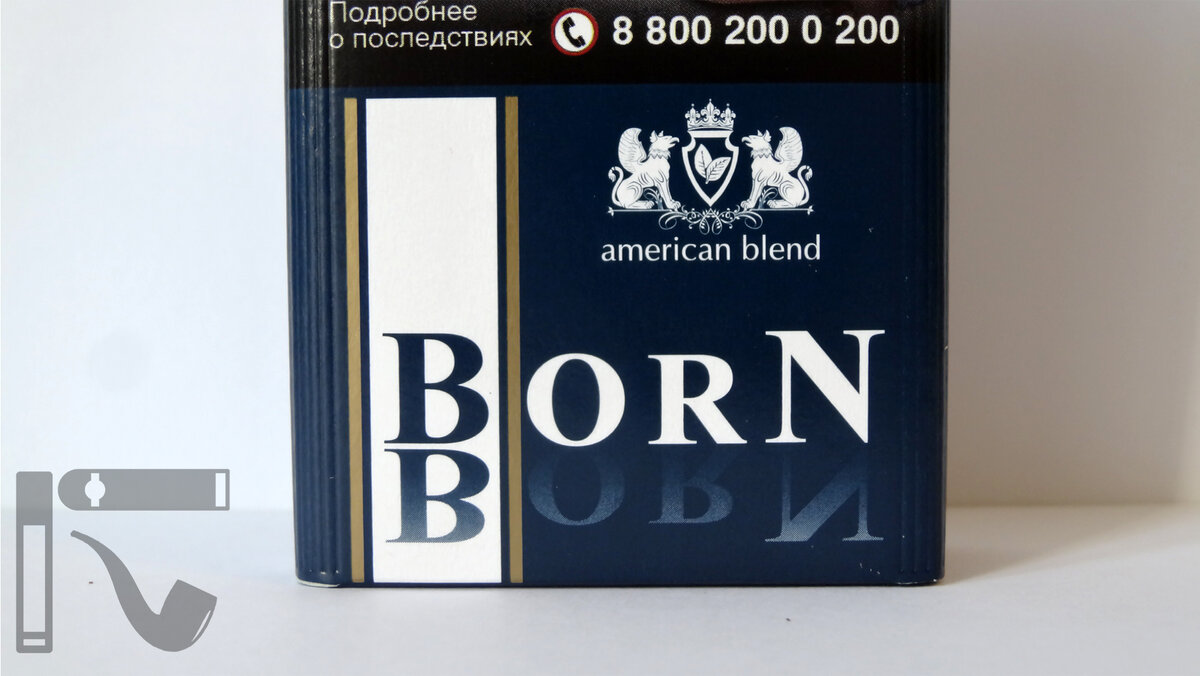 Подробнее
о последствиях
8 800 200 0 200
american blend
BORN